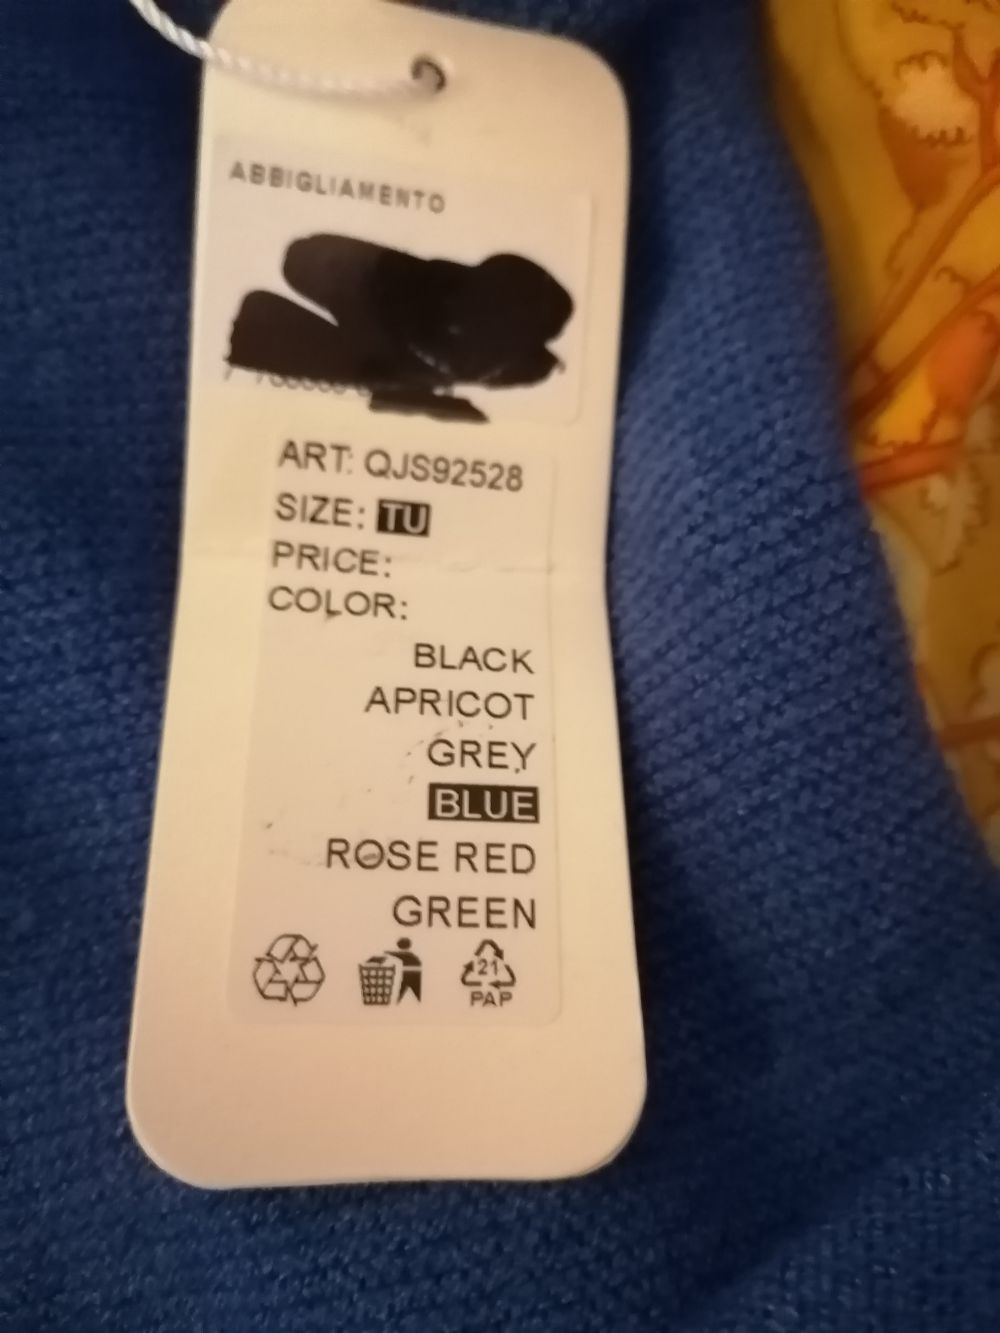 ABBIGLIAMENTO
ART: QJS92528
SIZE: TU
PRICE:
COLOR:
BLACK
APRICOT
GREY
BLUE
ROSE RED
GREEN
21
PAP